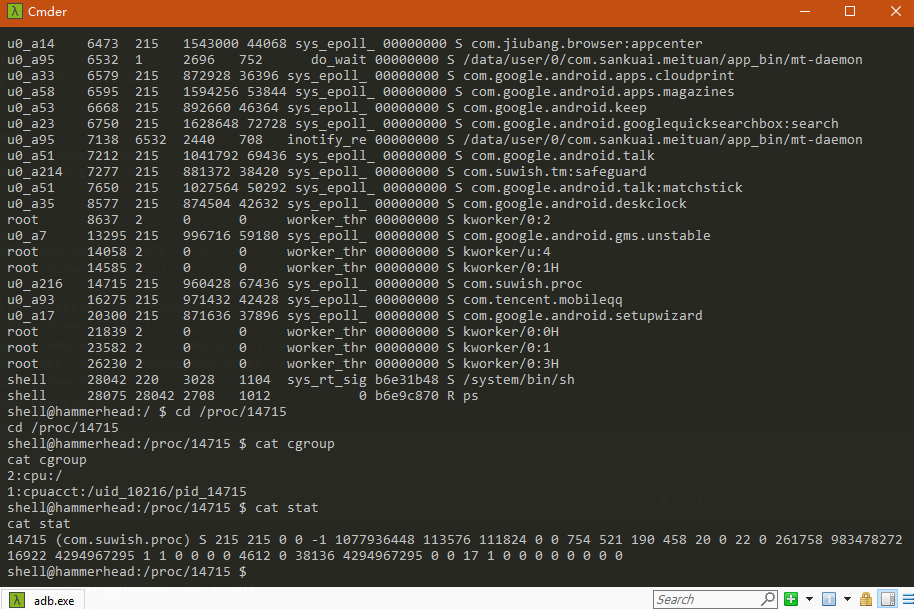 λ Cmder
u0_a14    6473  215   1543000 44068 sys_epoll_ 00000000 S com.jiubang.browser:appcenter
u0_a95    6532  1     2696   752      do_wait 00000000 S /data/user/0/com.sankuai.meituan/app_bin/mt-daemon
u0_a33    6579  215   872928 36396 sys_epoll_ 00000000 S com.google.android.apps.cloudprint
u0_a58    6595  215   1594256 53844 sys_epoll_ 00000000 S com.google.android.apps.magazines
u0_a53    6668  215   892660 46364 sys_epoll_ 00000000 S com.google.android.keep
u0_a23    6750  215   1628648 72728 sys_epoll_ 00000000 S com.google.android.googlequicksearchbox:search
u0_a95    7138  6532  2440   708   inotify_re 00000000 S /data/user/0/com.sankuai.meituan/app_bin/mt-daemon
u0_a51    7212  215   1041792 69436 sys_epoll_ 00000000 S com.google.android.talk
u0_a214   7277  215   881372 38420 sys_epoll_ 00000000 S com.suwish.tm:safeguard
u0_a51    7650  215   1027564 50292 sys_epoll_ 00000000 S com.google.android.talk:matchstick
u0_a35    8577  215   874504 42632 sys_epoll_ 00000000 S com.google.android.deskclock
root      8637  2     0      0     worker_thr 00000000 S kworker/0:2
u0_a7     13295 215   996716 59180 sys_epoll_ 00000000 S com.google.android.gms.unstable
root      14058 2     0      0     worker_thr 00000000 S kworker/u:4
root      14585 2     0      0     worker_thr 00000000 S kworker/0:1H
u0_a216   14715 215   960428 67436 sys_epoll_ 00000000 S com.suwish.proc
u0_a93    16275 215   971432 42428 sys_epoll_ 00000000 S com.tencent.mobileqq
u0_a17    20300 215   871636 37896 sys_epoll_ 00000000 S com.google.android.setupwizard
root      21839 2     0      0     worker_thr 00000000 S kworker/0:0H
root      23582 2     0      0     worker_thr 00000000 S kworker/0:1
root      26230 2     0      0     worker_thr 00000000 S kworker/0:3H
shell     28042 220   3028   1104  sys_rt_sig b6e31b48 S /system/bin/sh
shell     28075 28042 2708   1012           0 b6e9c870 R ps
shell@hammerhead:/ $ cd /proc/14715
cd /proc/14715
shell@hammerhead:/proc/14715 $ cat cgroup
cat cgroup
2:cpu:/
1:cpuacct:/uid_10216/pid_14715
shell@hammerhead:/proc/14715 $ cat stat
cat stat
14715 (com.suwish.proc) S 215 215 0 0 -1 1077936448 113576 111824 0 0 754 521 190 458 20 0 22 0 261758 983478272
16922 4294967295 1 1 0 0 0 0 4612 0 38136 4294967295 0 0 17 1 0 0 0 0 0 0 0 0
shell@hammerhead:/proc/14715 $
λ adb.exe
Search